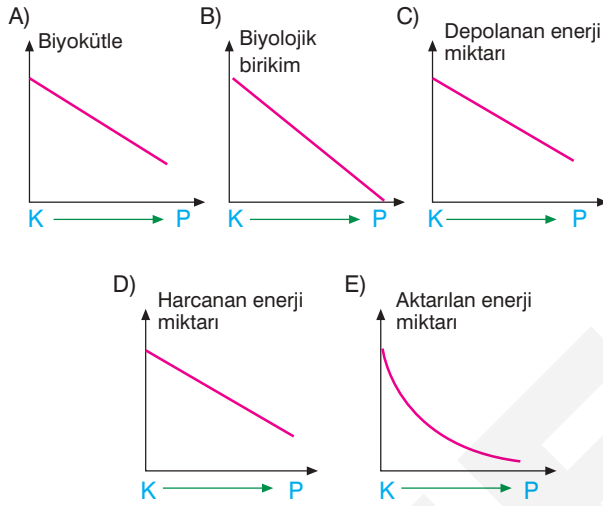 A) Biyokütle
K P
B) Biyolojik
birikim
K P
C) Depolanan enerji
miktarı
K P
D) Harcanan enerji
miktarı
K P
E) Aktarılan enerji
miktarı
K P